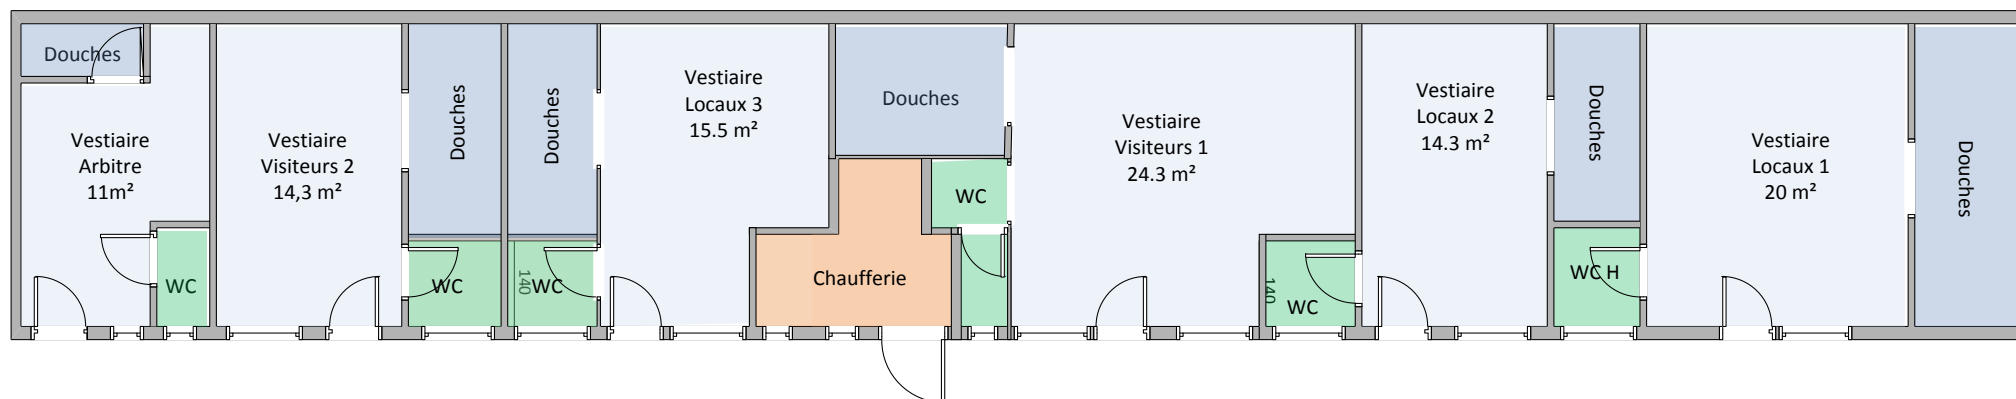 Douches
Vestiaire
Arbitre
11m²
WC
Vestiaire
Visiteurs 2
14,3 m²
Douches
WC
Douches
140
WC
Vestiaire
Locaux 3
15.5 m²
Douches
Chaufferie
WC
Vestiaire
Visiteurs 1
24.3 m²
140
WC
Vestiaire
Locaux 2
14.3 m²
Douches
WC H
Vestiaire
Locaux 1
20 m²
Douches